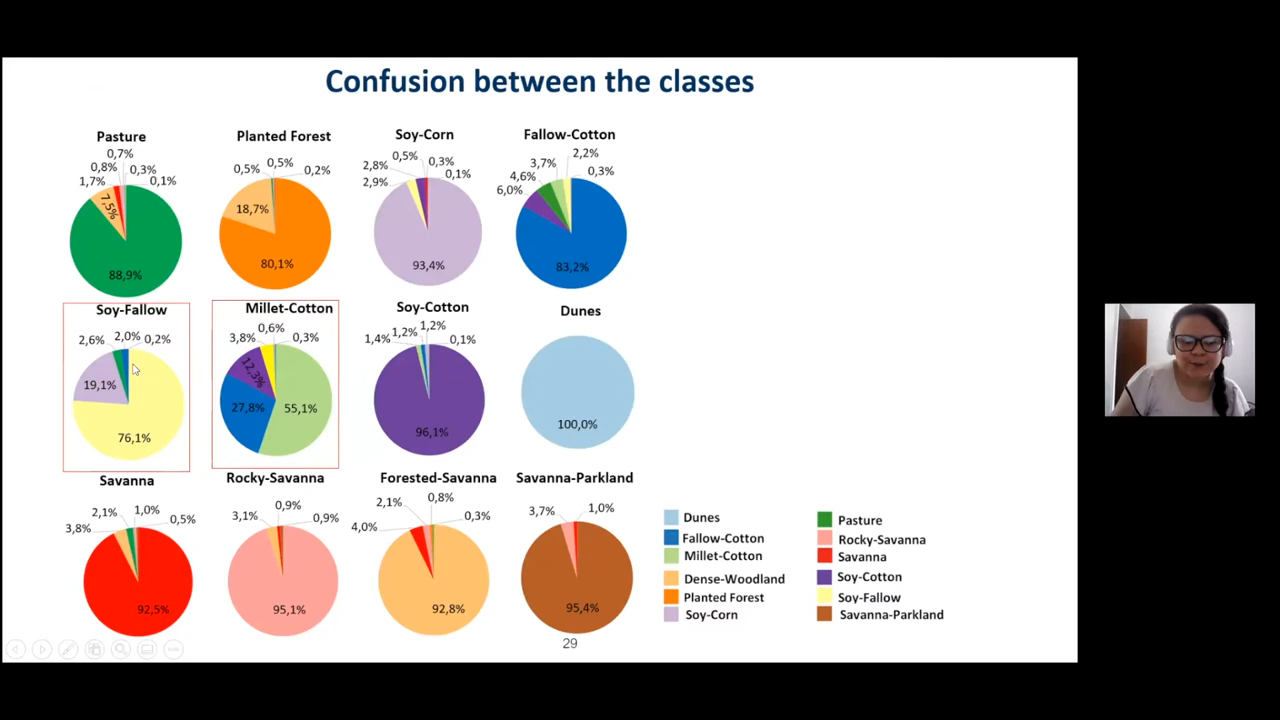 Confusion between the classes
Pasture
0,7%
0,8%
0,3%
1,7%
0,1%
7,5%
88,9%
Planted Forest
0,5%
0,5%
0,2%
18,7%
80,1%
Soy-Corn
0,5%
0,3%
2,8%
0,1%
2,9%
93,4%
Fallow-Cotton
2,2%
3,7%
4,6%
0,3%
6,0%
83,2%
Soy-Fallow
2,6%
2,0%
0,2%
19,1%
76,1%
Millet-Cotton
0,6%
3,8%
0,3%
12,3%
27,8%
55,1%
Soy-Cotton
1,2%
1,2%
1,4%
0,1%
96,1%
Dunes
100,0%
Savanna
2,1%
1,0%
3,8%
0,5%
92,5%
Rocky-Savanna
0,9%
3,1%
0,9%
95,1%
Forested-Savanna
0,8%
2,1%
0,3%
4,0%
92,8%
Savanna-Parkland
3,7%
1,0%
95,4%
Dunes
Fallow-Cotton
Millet-Cotton
Dense-Woodland
Planted Forest
Soy-Corn
Pasture
Rocky-Savanna
Savanna
Soy-Cotton
Soy-Fallow
Savanna-Parkland
29